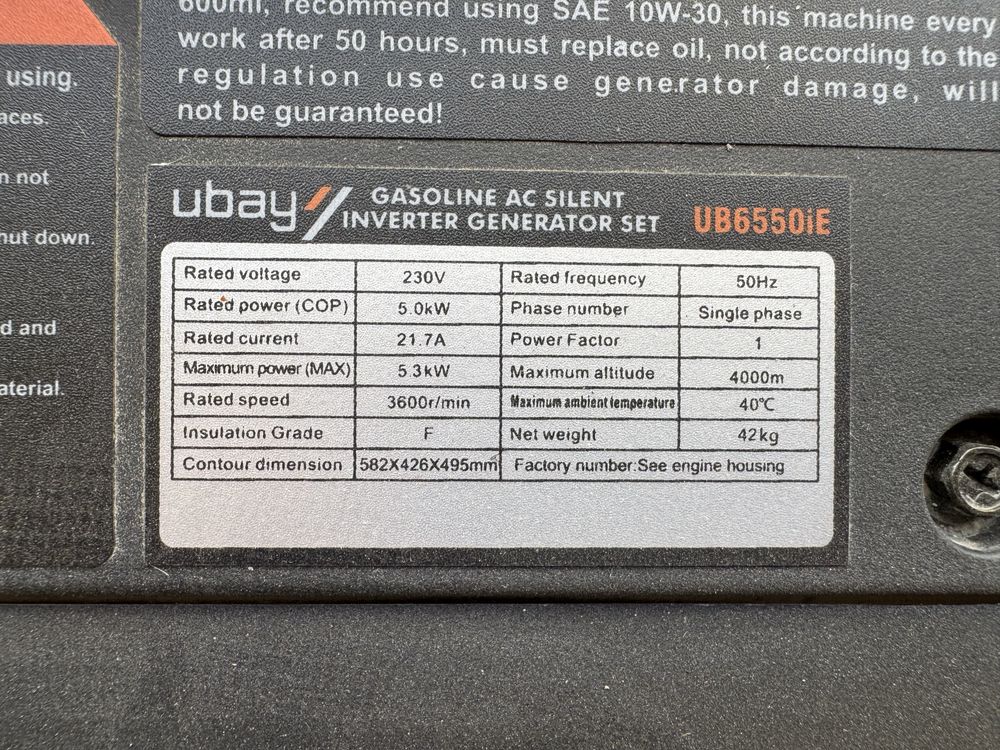 600ml, recommend using SAE 10W-30, this machine every
work after 50 hours, must replace oil, not according to the
regulation use cause generator damage, will
not be guaranteed!
using.
aces.
n not
hut down.
d and
aterial.
ubay GASOLINE AC SILENT
INVERTER GENERATOR SET UB6550iE
Rated voltage 230V Rated frequency 50Hz
Rated power (COP) 5.0kW Phase number Single phase
Rated current 21.7A Power Factor 1
Maximum power (MAX) 5.3kW Maximum altitude 4000m
Rated speed 3600r/min Maximum ambient temperature 40℃
Insulation Grade F Net weight 42kg
Contour dimension 582X426X495mm Factory number:See engine housing